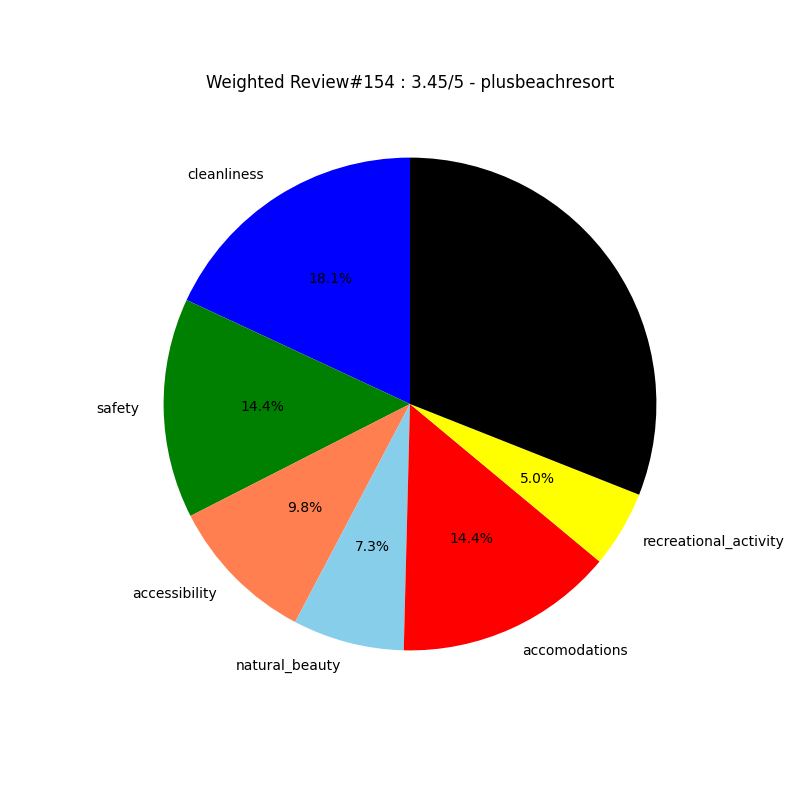 Weighted Review#154 : 3.45/5 - plusbeachresort
cleanliness
18.1%
safety
14.4%
accessibility
9.8%
natural_beauty
7.3%
accomodations
14.4%
recreational_activity
5.0%